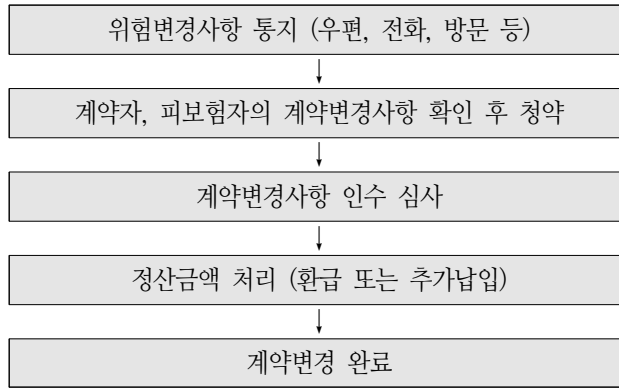 위험변경사항 통지 (우편, 전화, 방문 등)
계약자, 피보험자의 계약변경사항 확인 후 청약
계약변경사항 인수 심사
정산금액 처리 (환급 또는 추가납입)
계약변경 완료